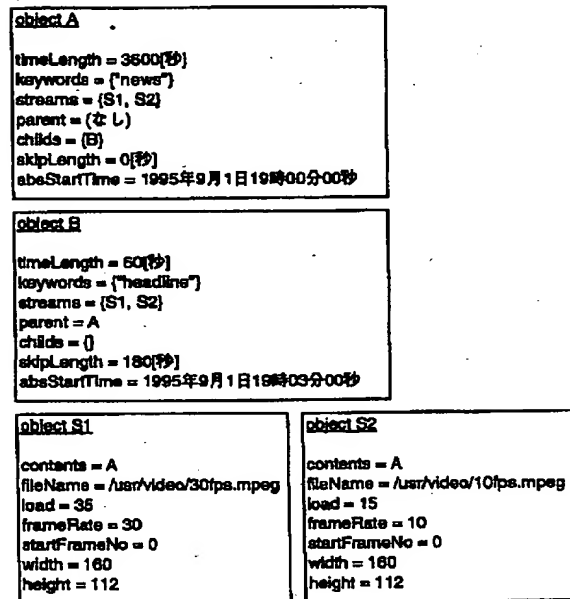 object A
timeLength = 3600[秒]
keywords = {"news"}
streams = {S1, S2}
parent = (なし)
childs = {B}
skipLength = 0[秒]
absStartTime = 1995年9月1日19時00分00秒
object B
timeLength = 60[秒]
keywords = {"headline"}
streams = {S1, S2}
parent = A
childs = {}
skipLength = 180[秒]
absStartTime = 1995年9月1日19時03分00秒
object S1
contents = A
fileName = /usr/video/30fps.mpeg
load = 35
frameRate = 30
startFrameNo = 0
width = 160
height = 112
object S2
contents = A
fileName = /usr/video/10fps.mpeg
load = 15
frameRate = 10
startFrameNo = 0
width = 160
height = 112